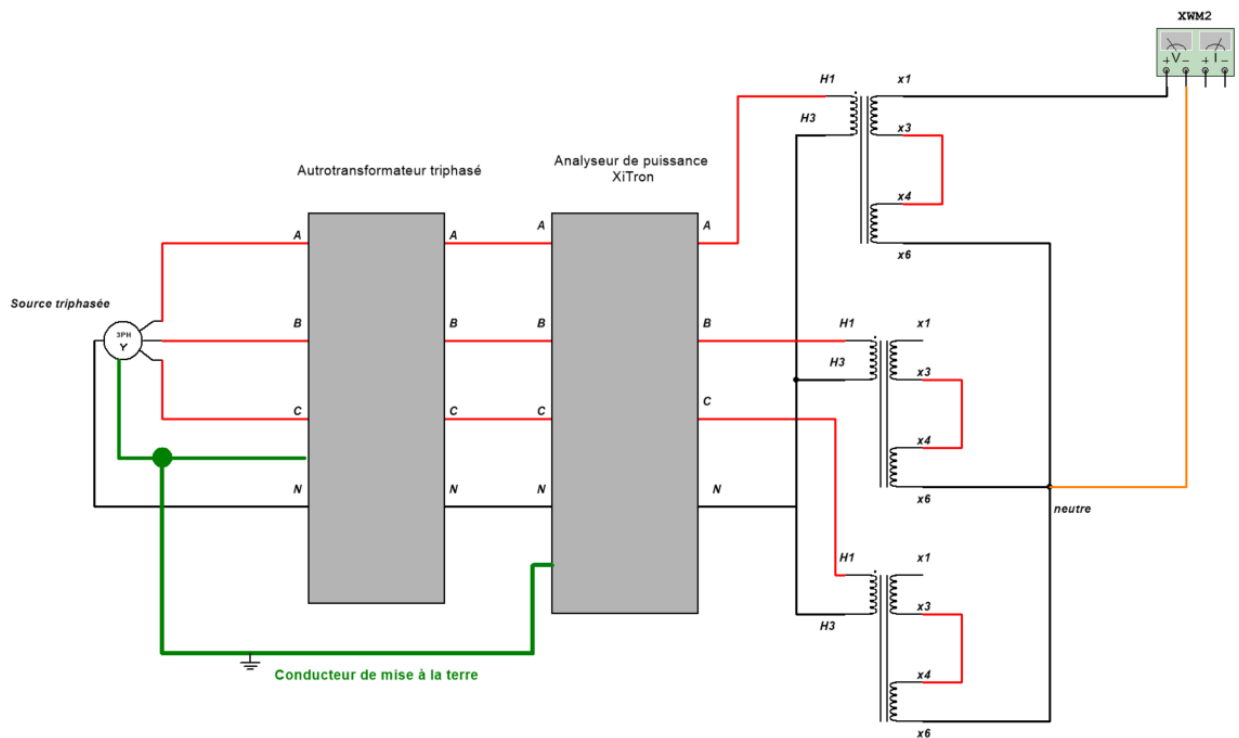 XWM2
V
I
+
-
+
-
H1
x1
H3
x3
x4
x6
Analyseur de puissance
XiTron
Autrotransformateur triphasé
A
A
A
A
Source triphasée
3PH
Y
B
B
B
B
H1
x1
H3
x3
C
C
C
C
x4
N
N
N
N
x6
neutre
H1
x1
x3
H3
x4
x6
Conducteur de mise à la terre